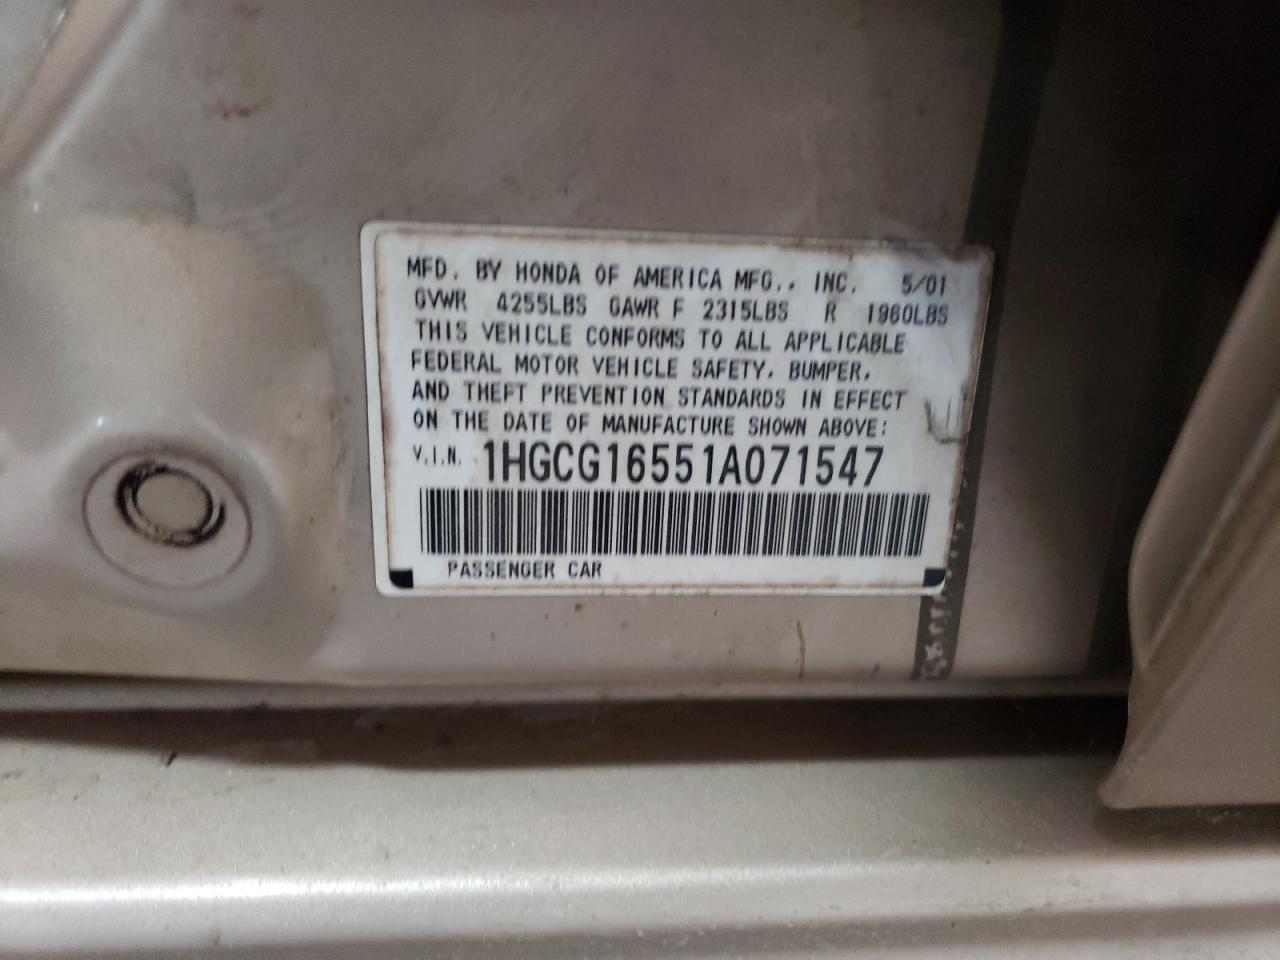 MFD. BY HONDA OF AMERICA MFG., INC. 5/01
GVWR 4255LBS GAWR F 2315LBS R 1960LBS
THIS VEHICLE CONFORMS TO ALL APPLICABLE
FEDERAL MOTOR VEHICLE SAFETY, BUMPER,
AND THEFT PREVENTION STANDARDS IN EFFECT
ON THE DATE OF MANUFACTURE SHOWN ABOVE:
V.I.N. 1HGCG16551A071547
PASSENGER CAR